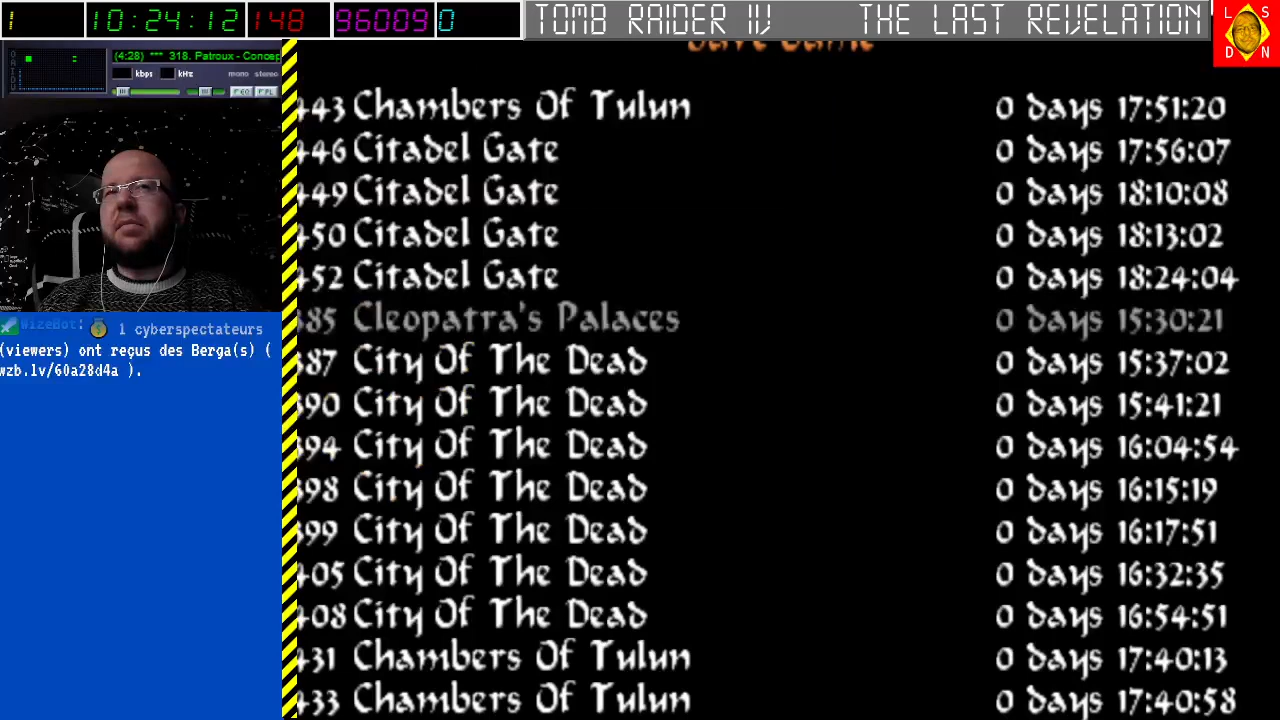 1
10:24:12
148
96009
0
TOMB RAIDER IV THE LAST REVELATION
L S
D N
(4:28) *** 318. Patroux - Concep
kbps kHz mono stereo
EQ PL
Save Game
443 Chambers Of Tulun 0 days 17:51:20
446 Citadel Gate 0 days 17:56:07
449 Citadel Gate 0 days 18:10:08
450 Citadel Gate 0 days 18:13:02
452 Citadel Gate 0 days 18:24:04
385 Cleopatra's Palaces 0 days 15:30:21
387 City Of The Dead 0 days 15:37:02
390 City Of The Dead 0 days 15:41:21
394 City Of The Dead 0 days 16:04:54
398 City Of The Dead 0 days 16:15:19
399 City Of The Dead 0 days 16:17:51
405 City Of The Dead 0 days 16:32:35
408 City Of The Dead 0 days 16:54:51
431 Chambers Of Tulun 0 days 17:40:13
433 Chambers Of Tulun 0 days 17:40:58
WizeBot: 1 cyberspectateurs
(viewers) ont reçus des Berga(s) (
wzb.lv/60a28d4a ).